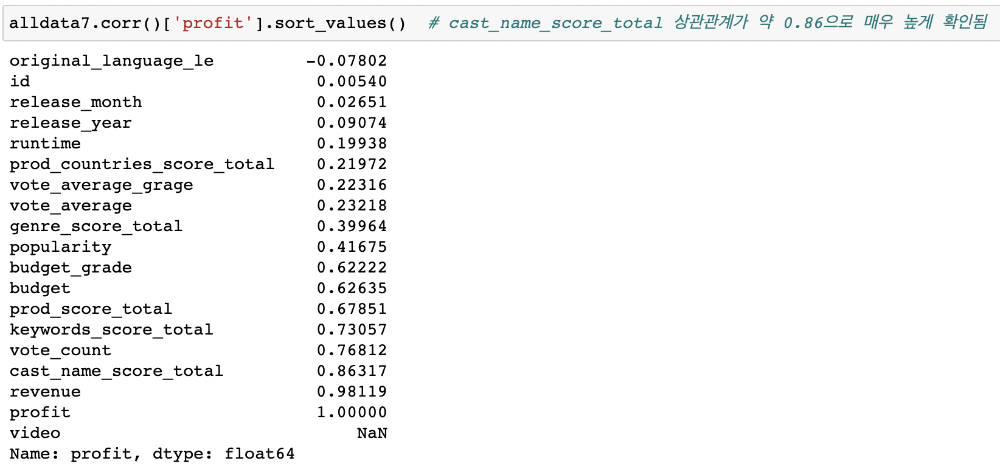 alldata7.corr()['profit'].sort_values()  # cast_name_score_total 상관관계가 약 0.86으로 매우 높게 확인됨
original_language_le -0.07802
id 0.00540
release_month 0.02651
release_year 0.09074
runtime 0.19938
prod_countries_score_total 0.21972
vote_average_grage 0.22316
vote_average 0.23218
genre_score_total 0.39964
popularity 0.41675
budget_grade 0.62222
budget 0.62635
prod_score_total 0.67851
keywords_score_total 0.73057
vote_count 0.76812
cast_name_score_total 0.86317
revenue 0.98119
profit 1.00000
video NaN
Name: profit, dtype: float64